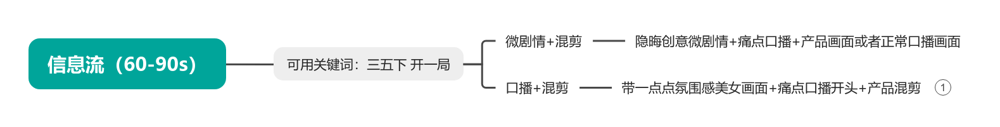 信息流（60-90s）
可用关键词：三五下 开一局
微剧情+混剪
隐晦创意微剧情+痛点口播+产品画面或者正常口播画面
口播+混剪
带一点点氛围感美女画面+痛点口播开头+产品混剪
1